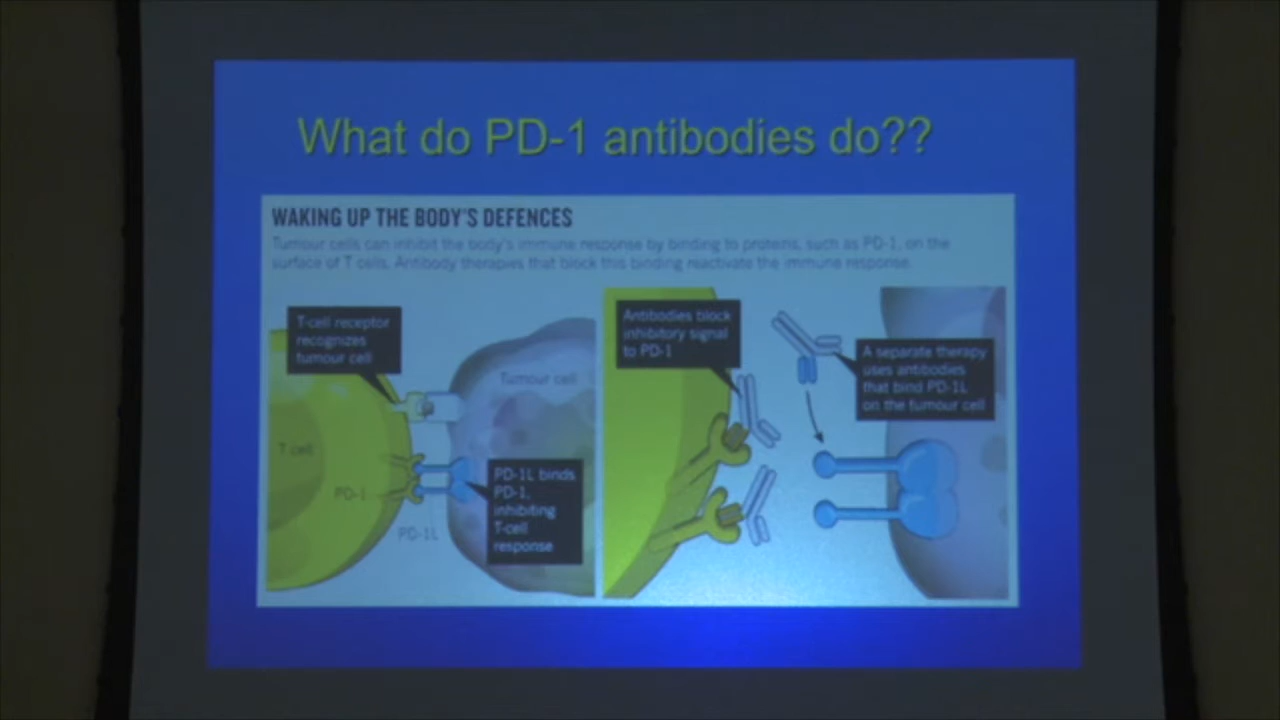 What do PD-1 antibodies do??
WAKING UP THE BODY'S DEFENCES
Tumour cells can inhibit the body's immune response by binding to proteins, such as PD-1, on the
surface of T cells. Antibody therapies that block this binding reactivate the immune response.
T-cell receptor
recognizes
tumour cell
Tumour cell
T cell
PD-1
PD-1L
PD-1L binds
PD-1,
inhibiting
T-cell
response
Antibodies block
inhibitory signal
to PD-1
A separate therapy
uses antibodies
that bind PD-1L
on the tumour cell